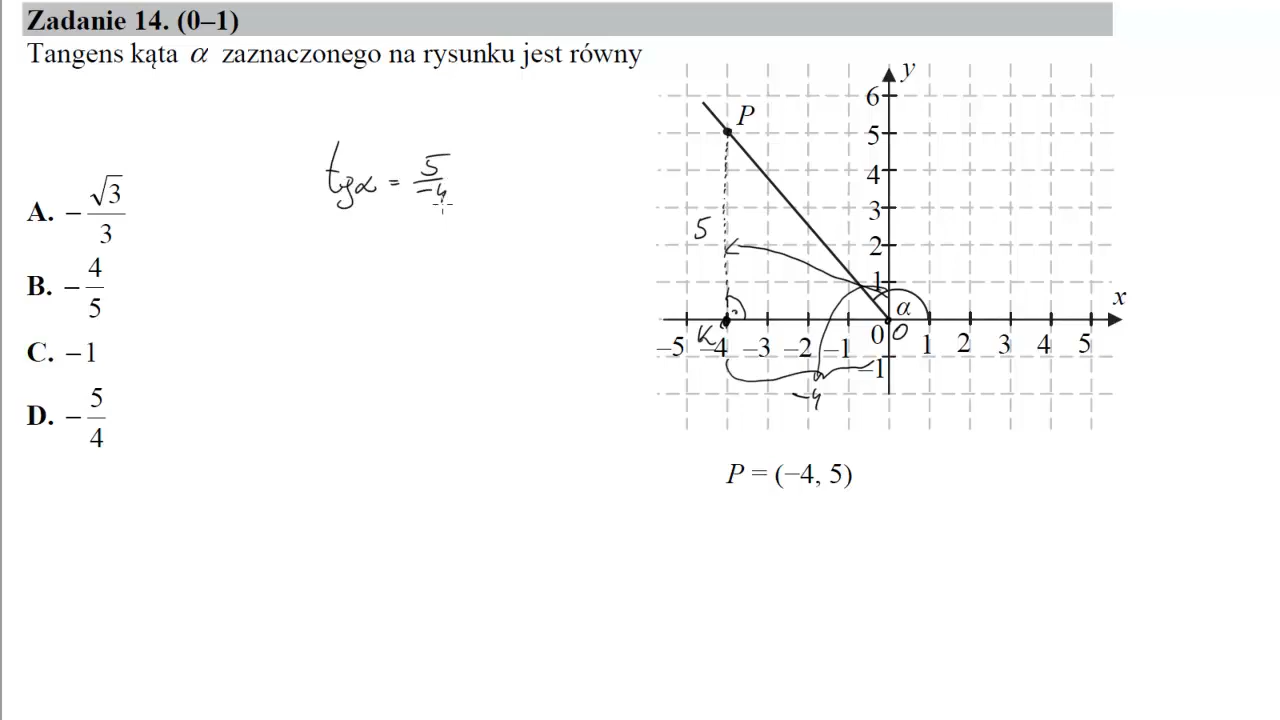 Zadanie 14. (0–1)
Tangens kąta α zaznaczonego na rysunku jest równy
A. −√3/3
B. −4/5
C. −1
D. −5/4
tgα = 5/−4
y
6
P
5
4
3
5
2
1
α
x
K
0 O
−5 −4 −3 −2 −1 1 2 3 4 5
−1
−4
P = (−4, 5)